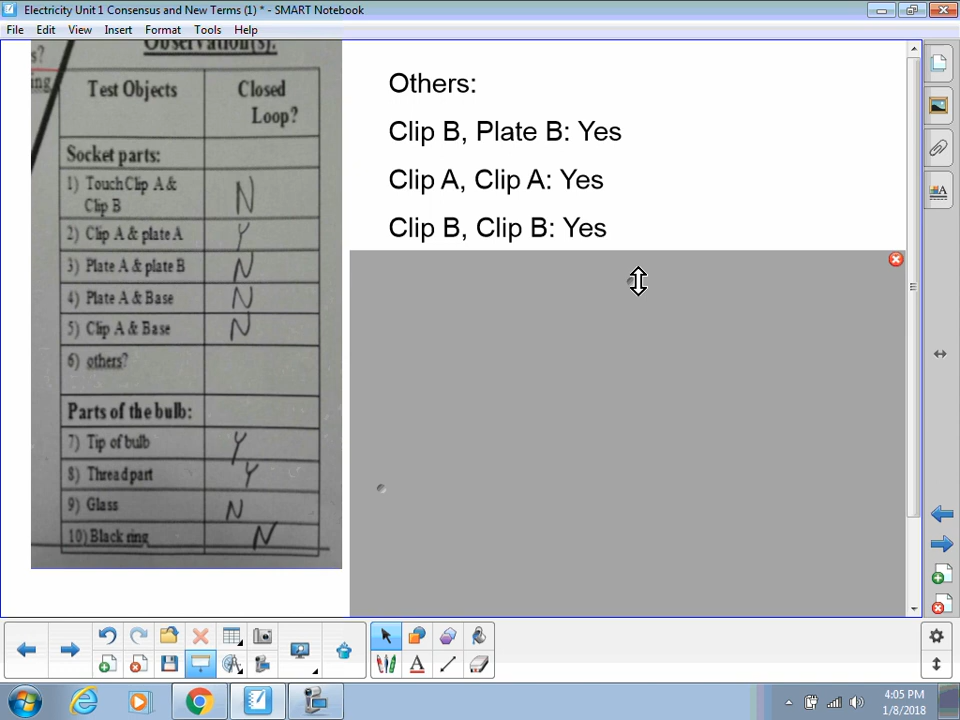 Electricity Unit 1 Consensus and New Terms (1) * - SMART Notebook
File Edit View Insert Format Tools Help
s?
ing
Observation(s):
Test Objects Closed Loop?
Socket parts:
1) Touch Clip A & Clip B N
2) Clip A & plate A Y
3) Plate A & plate B N
4) Plate A & Base N
5) Clip A & Base N
6) others?
Parts of the bulb:
7) Tip of bulb Y
8) Thread part Y
9) Glass N
10) Black ring N
Others:
Clip B, Plate B: Yes
Clip A, Clip A: Yes
Clip B, Clip B: Yes
4:05 PM
1/8/2018